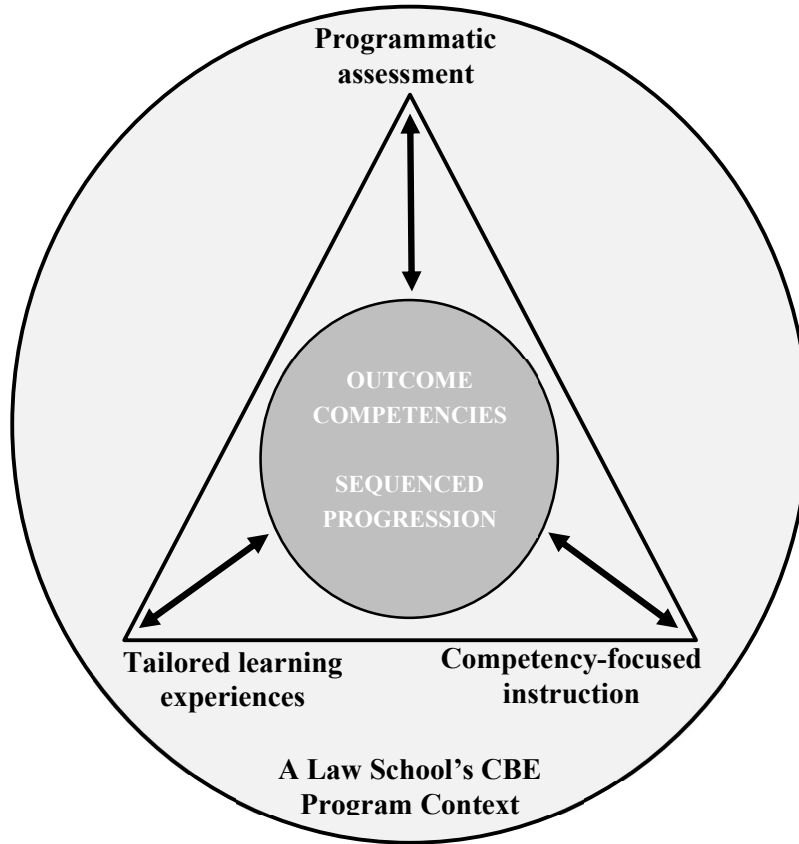 Programmatic
assessment
OUTCOME
COMPETENCIES
SEQUENCED
PROGRESSION
Tailored learning
experiences
Competency-focused
instruction
A Law School’s CBE
Program Context